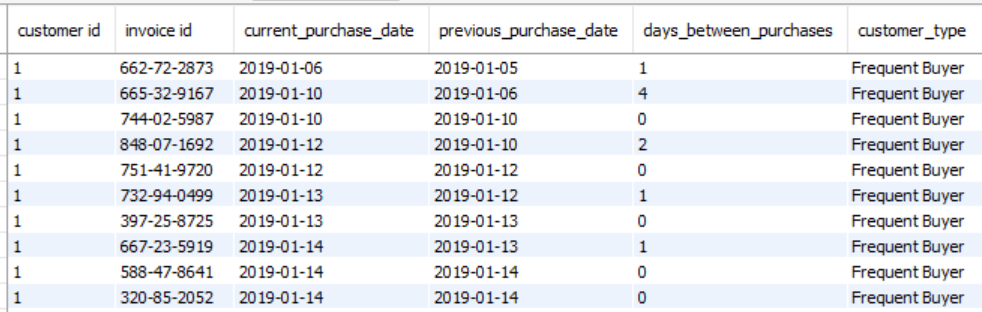 customer id invoice id current_purchase_date previous_purchase_date days_between_purchases customer_type
1 662-72-2873 2019-01-06 2019-01-05 1 Frequent Buyer
1 665-32-9167 2019-01-10 2019-01-06 4 Frequent Buyer
1 744-02-5987 2019-01-10 2019-01-10 0 Frequent Buyer
1 848-07-1692 2019-01-12 2019-01-10 2 Frequent Buyer
1 751-41-9720 2019-01-12 2019-01-12 0 Frequent Buyer
1 732-94-0499 2019-01-13 2019-01-12 1 Frequent Buyer
1 397-25-8725 2019-01-13 2019-01-13 0 Frequent Buyer
1 667-23-5919 2019-01-14 2019-01-13 1 Frequent Buyer
1 588-47-8641 2019-01-14 2019-01-14 0 Frequent Buyer
1 320-85-2052 2019-01-14 2019-01-14 0 Frequent Buyer